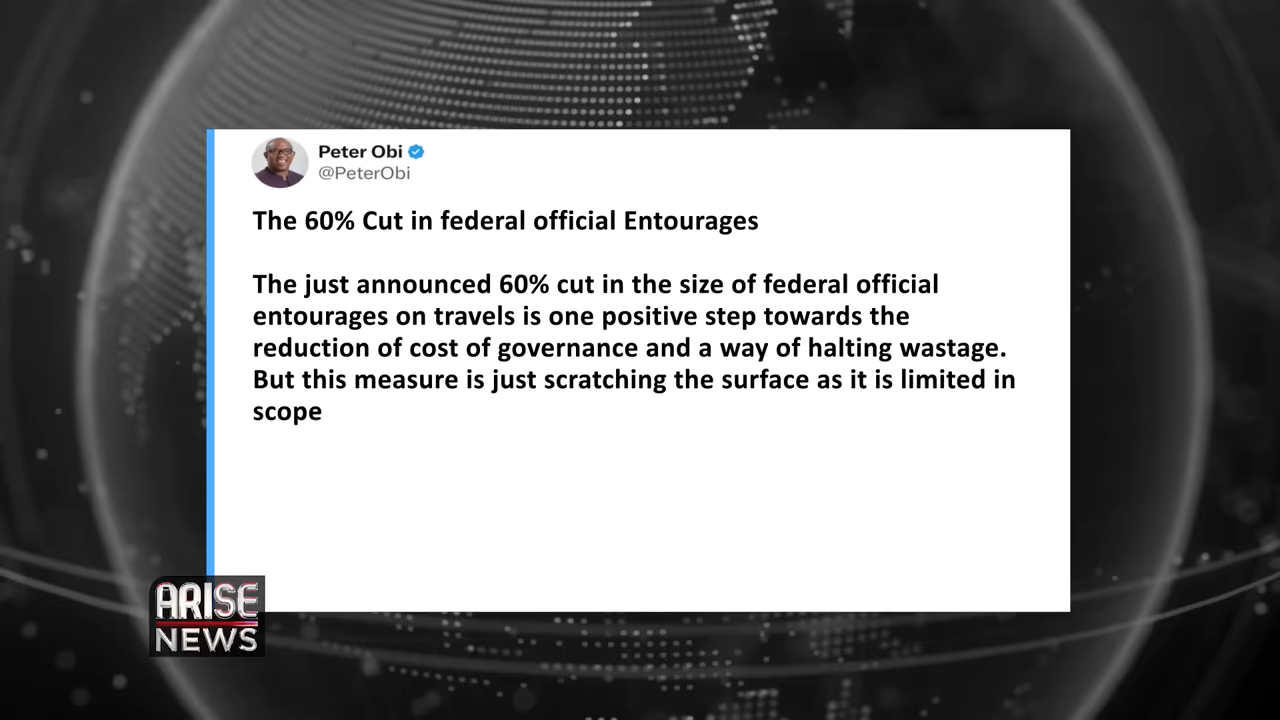 Peter Obi
@PeterObi
The 60% Cut in federal official Entourages
The just announced 60% cut in the size of federal official
entourages on travels is one positive step towards the
reduction of cost of governance and a way of halting wastage.
But this measure is just scratching the surface as it is limited in
scope
ARISE
NEWS